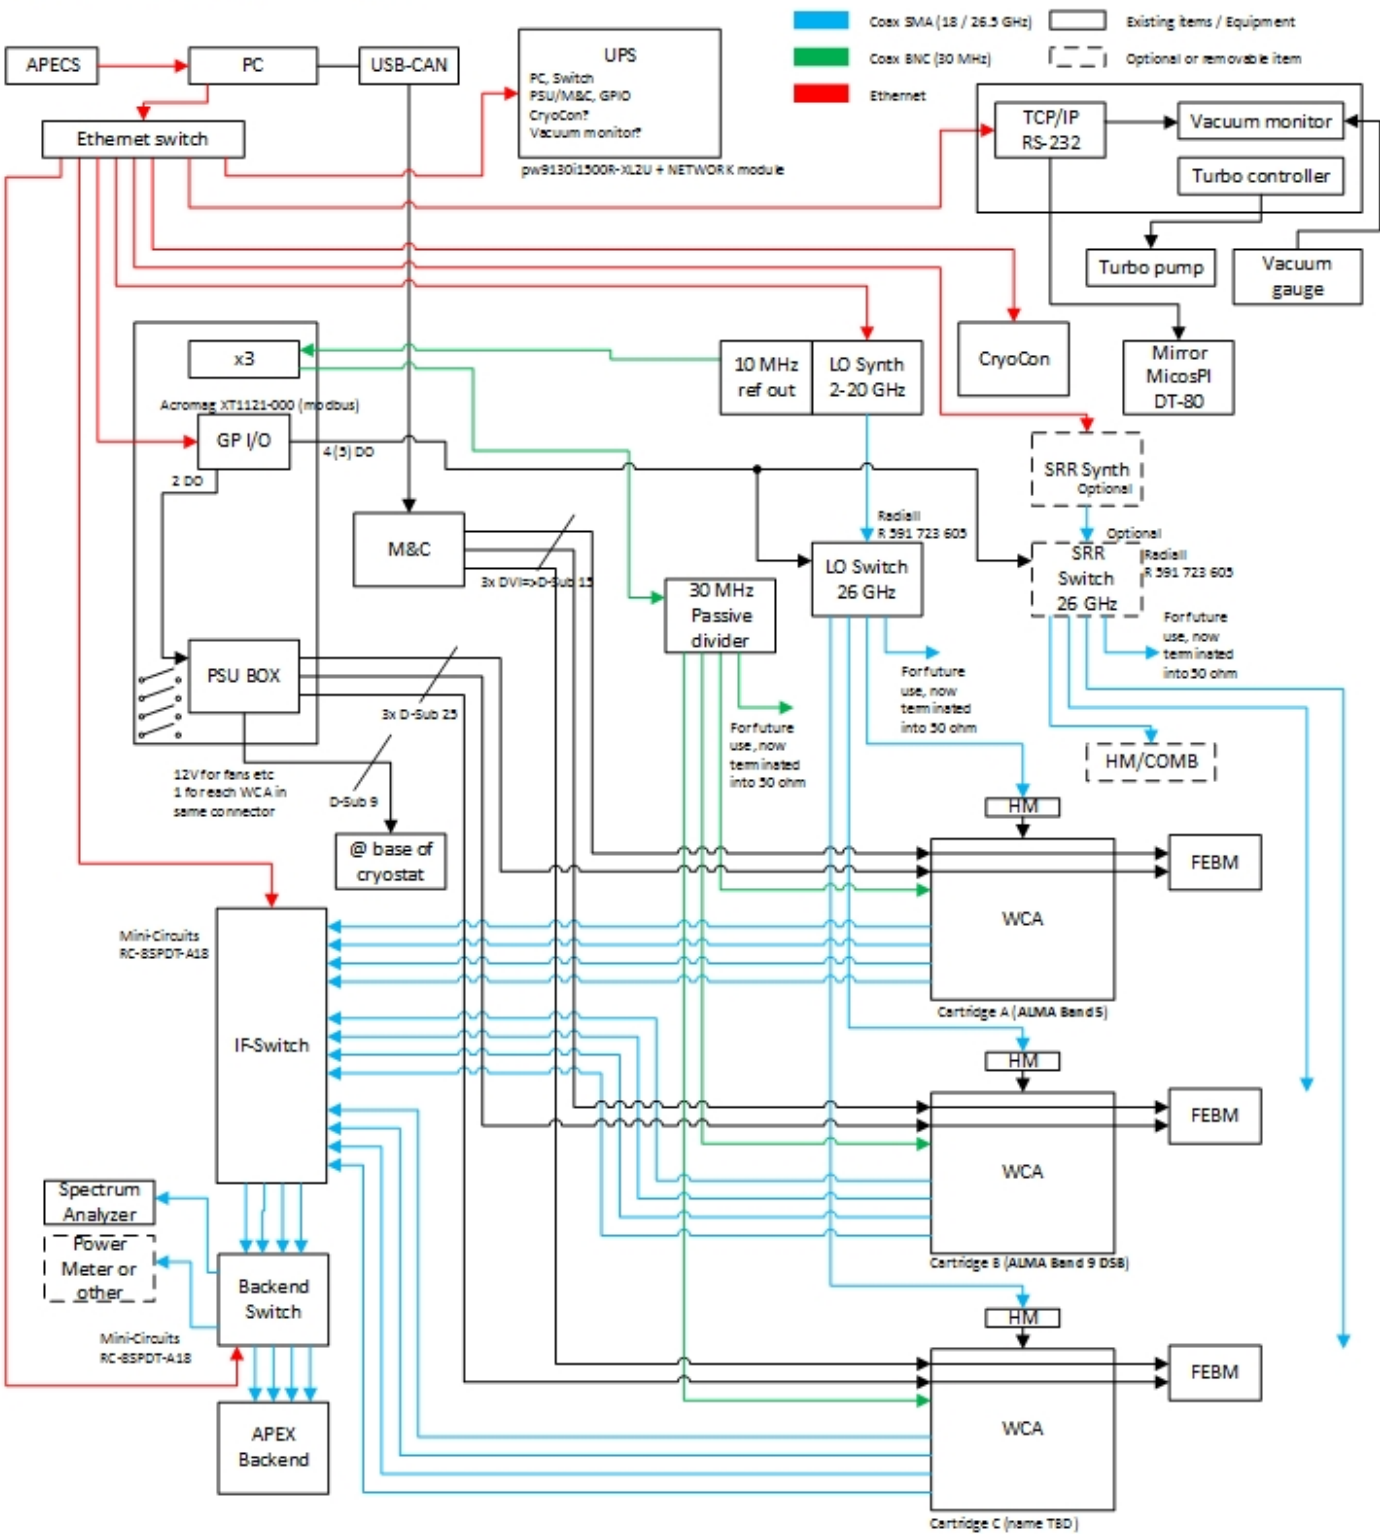 Coax SMA (18 / 26.5 GHz)
Existing items / Equipment
Coax BNC (30 MHz)
Optional or removable item
Ethernet
APECS
PC
USB-CAN
UPS
PC, Switch
PSU/M&C, GPIO
CryoCon?
Vacuum monitor?
pw9130i1500R-XL2U + NETWORK module
Ethernet switch
TCP/IP
RS-232
Vacuum monitor
Turbo controller
Turbo pump
Vacuum
gauge
x3
10 MHz
ref out
LO Synth
2-20 GHz
CryoCon
Mirror
MicosPI
DT-80
Acromag XT1121-000 (modbus)
GP I/O
4 (5) DO
2 DO
SRR Synth
Optional
M&C
3x DVI=>D-Sub 15
Radiall
R 591 723 605
LO Switch
26 GHz
Optional
SRR
Switch
26 GHz
Radiall
R 591 723 605
30 MHz
Passive
divider
For future
use, now
terminated
into 50 ohm
For future
use, now
terminated
into 50 ohm
For future
use, now
terminated
into 50 ohm
PSU BOX
3x D-Sub 25
12V for fans etc
1 for each WCA in
same connector
D-Sub 9
@ base of
cryostat
HM/COMB
HM
WCA
FEBM
Cartridge A (ALMA Band 5)
Mini-Circuits
RC-8SPDT-A18
IF-Switch
HM
WCA
FEBM
Cartridge B (ALMA Band 9 DSB)
Spectrum
Analyzer
Power
Meter or
other
Backend
Switch
Mini-Circuits
RC-8SPDT-A18
APEX
Backend
HM
WCA
FEBM
Cartridge C (name TBD)